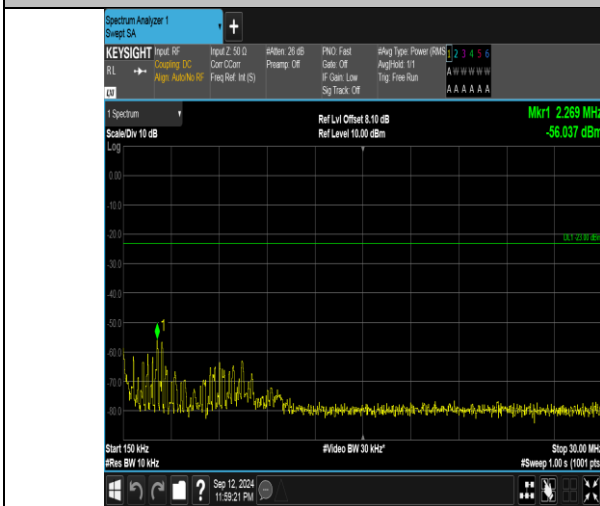 Spectrum Analyzer 1
Swept SA
+
KEYSIGHT Input: RF Input Z: 50 Ω #Atten: 26 dB PNO: Fast #Avg Type: Power (RMS 1 2 3 4 5 6
RL Coupling: DC Corr CCorr Preamp: Off Gate: Off Avg|Hold: 1/1 A W W W W W
Align: Auto/No RF Freq Ref: Int (S) IF Gain: Low Trig: Free Run
LXI Sig Track: Off A A A A A A
1 Spectrum Ref Lvl Offset 8.10 dB Mkr1 2.269 MHz
Scale/Div 10 dB Ref Level 10.00 dBm -56.037 dBm
Log
0.00
-10.0
-20.0
DL1 -23.00 dBm
-30.0
-40.0
-50.0
1
-60.0
-70.0
-80.0
Start 150 kHz #Video BW 30 kHz* Stop 30.00 MHz
#Res BW 10 kHz #Sweep 1.00 s (1001 pts
? Sep 12, 2024
11:59:21 PM